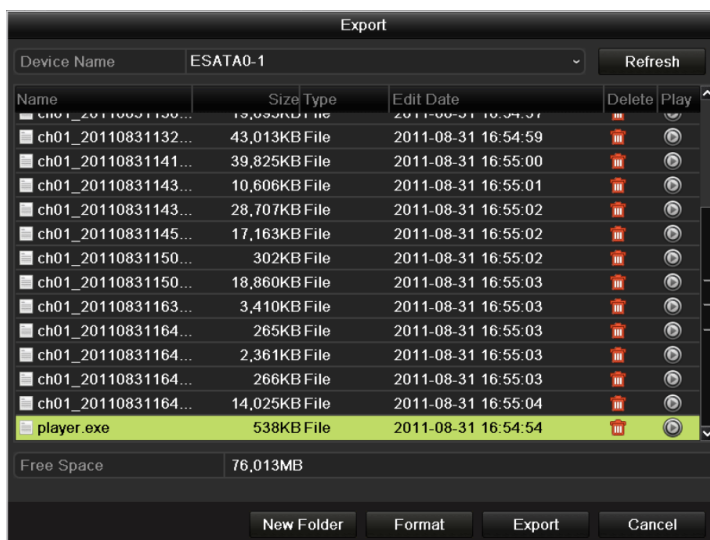 Export
Device Name ESATA0-1 Refresh
Name Size Type Edit Date Delete Play
ch01_20110831132... 43,013KB File 2011-08-31 16:54:59
ch01_20110831141... 39,825KB File 2011-08-31 16:55:00
ch01_20110831143... 10,606KB File 2011-08-31 16:55:01
ch01_20110831143... 28,707KB File 2011-08-31 16:55:02
ch01_20110831145... 17,163KB File 2011-08-31 16:55:02
ch01_20110831150... 302KB File 2011-08-31 16:55:02
ch01_20110831150... 18,860KB File 2011-08-31 16:55:03
ch01_20110831163... 3,410KB File 2011-08-31 16:55:03
ch01_20110831164... 265KB File 2011-08-31 16:55:03
ch01_20110831164... 2,361KB File 2011-08-31 16:55:03
ch01_20110831164... 266KB File 2011-08-31 16:55:03
ch01_20110831164... 14,025KB File 2011-08-31 16:55:04
player.exe 538KB File 2011-08-31 16:54:54
Free Space 76,013MB
New Folder Format Export Cancel